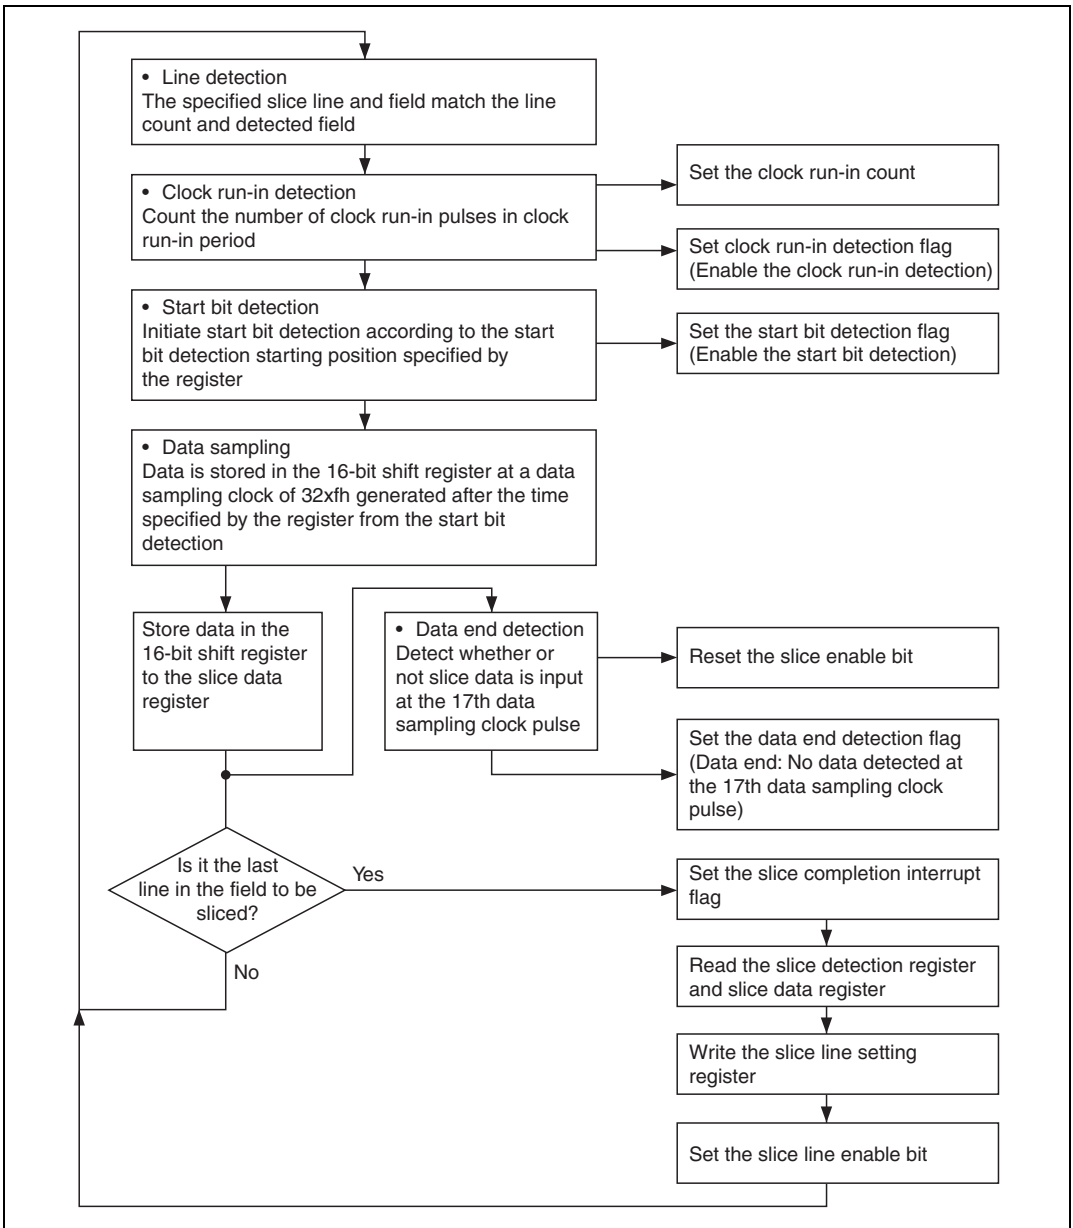 • Line detection
The specified slice line and field match the line
count and detected field
• Clock run-in detection
Count the number of clock run-in pulses in clock
run-in period
Set the clock run-in count
Set clock run-in detection flag
(Enable the clock run-in detection)
• Start bit detection
Initiate start bit detection according to the start
bit detection starting position specified by
the register
Set the start bit detection flag
(Enable the start bit detection)
• Data sampling
Data is stored in the 16-bit shift register at a data
sampling clock of 32xfh generated after the time
specified by the register from the start bit
detection
Store data in the
16-bit shift register
to the slice data
register
• Data end detection
Detect whether or
not slice data is input
at the 17th data
sampling clock pulse
Reset the slice enable bit
Set the data end detection flag
(Data end: No data detected at
the 17th data sampling clock
pulse)
Is it the last
line in the field to be
sliced?
Yes
No
Set the slice completion interrupt
flag
Read the slice detection register
and slice data register
Write the slice line setting
register
Set the slice line enable bit